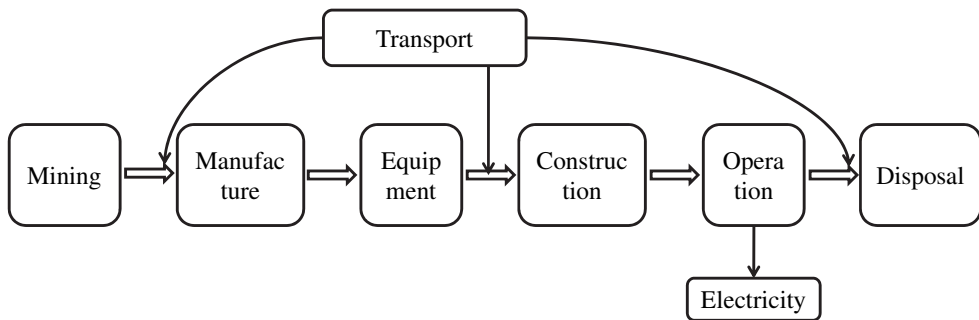 Transport
Mining
Manufac
ture
Equip
ment
Construc
tion
Opera
tion
Disposal
Electricity